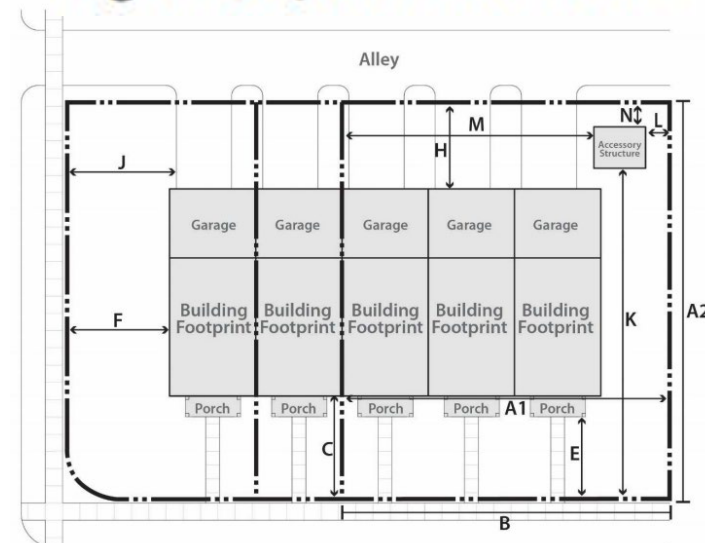 Alley
N
L
M
H
Accessory
Structure
J
Garage Garage Garage Garage Garage
A2
Building Building Building Building Building
Footprint Footprint Footprint Footprint Footprint
K
F
Porch Porch Porch Porch Porch
A1
C
E
B